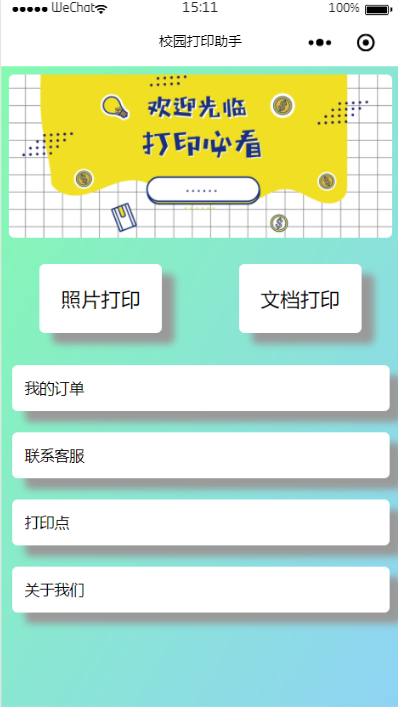 WeChat 15:11 100%
校园打印助手
欢迎光临
打印必看
照片打印 文档打印
我的订单
联系客服
打印点
关于我们